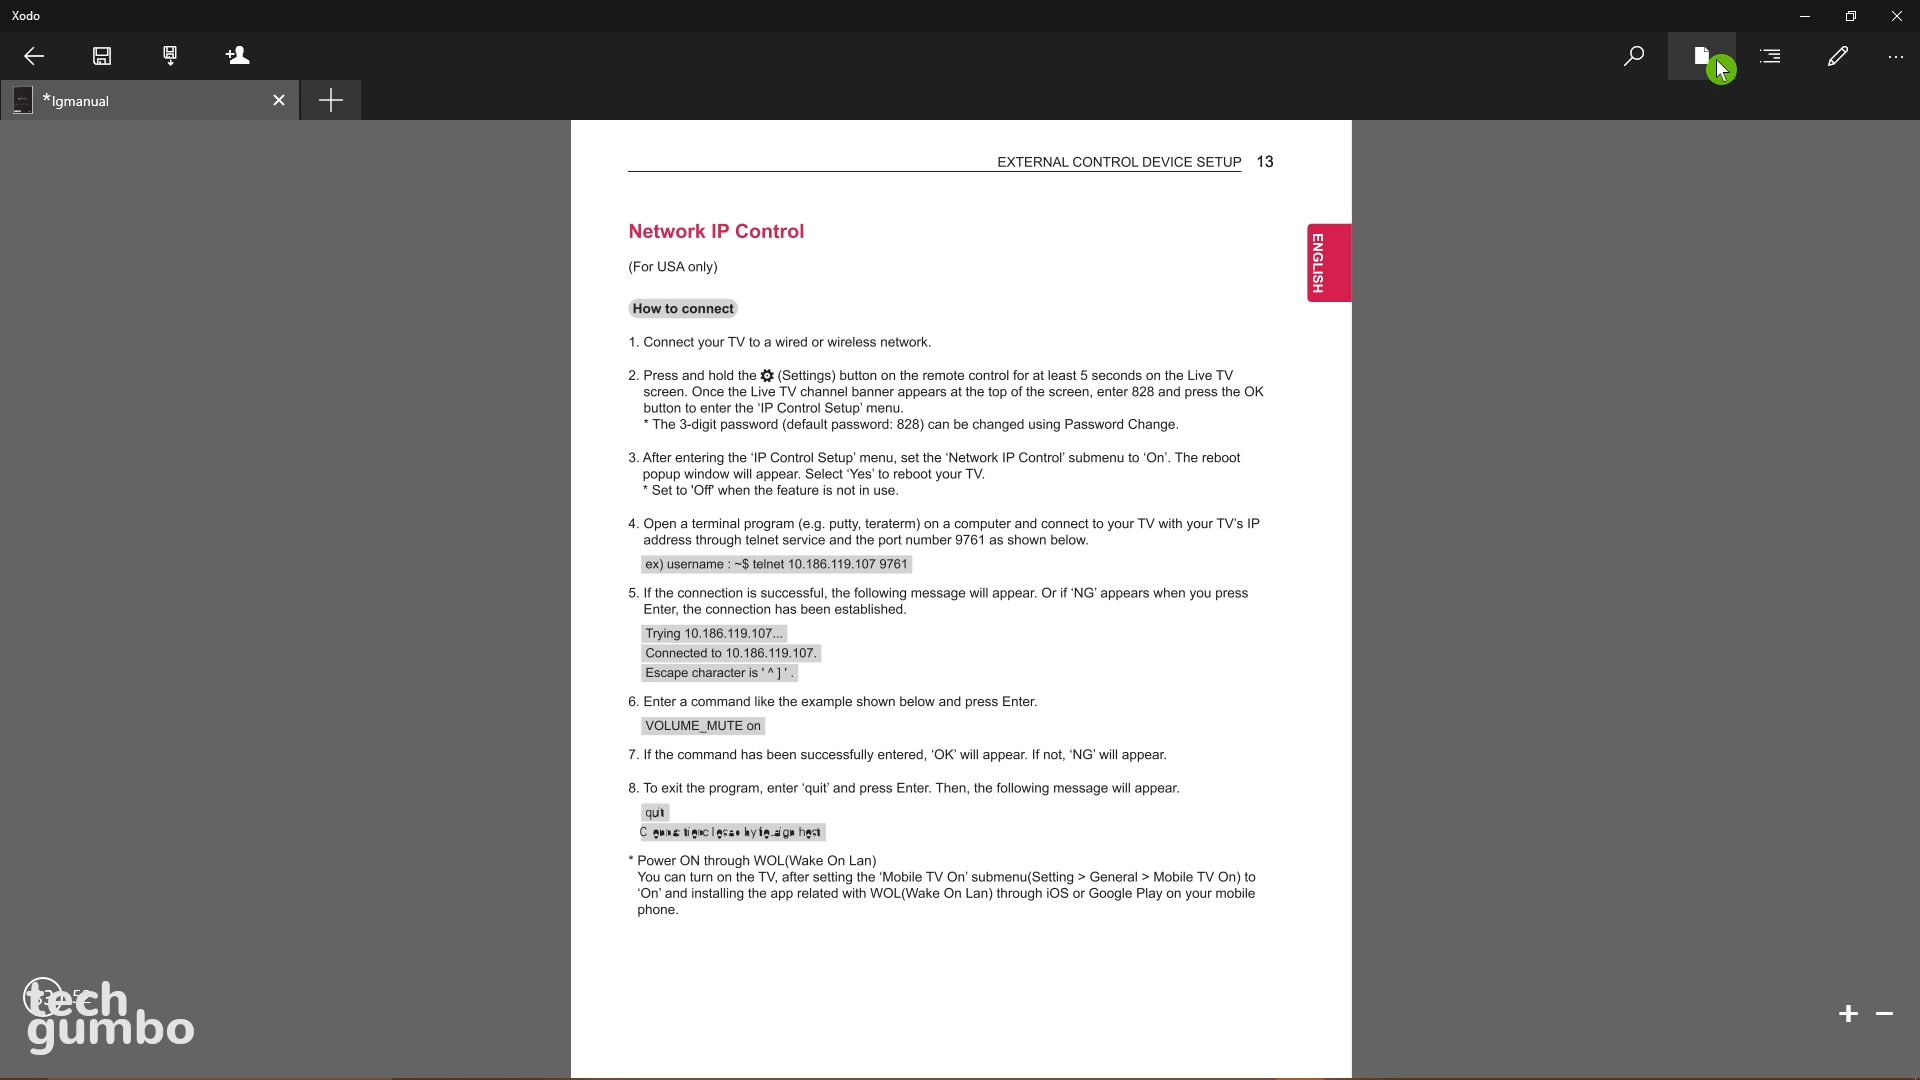 Xodo
*lgmanual
EXTERNAL CONTROL DEVICE SETUP 13
Network IP Control
ENGLISH
(For USA only)
How to connect
1. Connect your TV to a wired or wireless network.
2. Press and hold the (Settings) button on the remote control for at least 5 seconds on the Live TV
screen. Once the Live TV channel banner appears at the top of the screen, enter 828 and press the OK
button to enter the ‘IP Control Setup’ menu.
* The 3-digit password (default password: 828) can be changed using Password Change.
3. After entering the ‘IP Control Setup’ menu, set the ‘Network IP Control’ submenu to ‘On’. The reboot
popup window will appear. Select ‘Yes’ to reboot your TV.
* Set to 'Off' when the feature is not in use.
4. Open a terminal program (e.g. putty, teraterm) on a computer and connect to your TV with your TV’s IP
address through telnet service and the port number 9761 as shown below.
ex) username : ~$ telnet 10.186.119.107 9761
5. If the connection is successful, the following message will appear. Or if ‘NG’ appears when you press
Enter, the connection has been established.
Trying 10.186.119.107...
Connected to 10.186.119.107.
Escape character is ' ^ ] ' .
6. Enter a command like the example shown below and press Enter.
VOLUME_MUTE on
7. If the command has been successfully entered, ‘OK’ will appear. If not, ‘NG’ will appear.
8. To exit the program, enter ‘quit’ and press Enter. Then, the following message will appear.
quit
* Power ON through WOL(Wake On Lan)
You can turn on the TV, after setting the ‘Mobile TV On’ submenu(Setting > General > Mobile TV On) to
‘On’ and installing the app related with WOL(Wake On Lan) through iOS or Google Play on your mobile
phone.
tech
gumbo